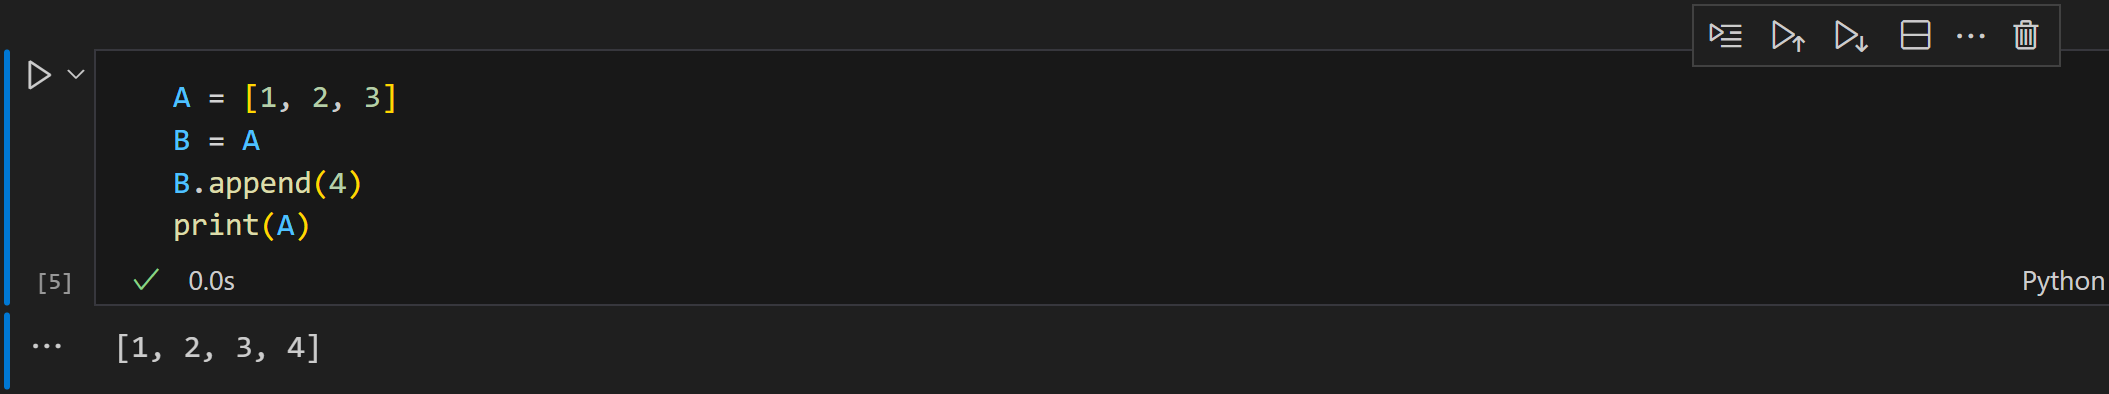 A = [1, 2, 3]
B = A
B.append(4)
print(A)
[5]
0.0s
Python
[1, 2, 3, 4]